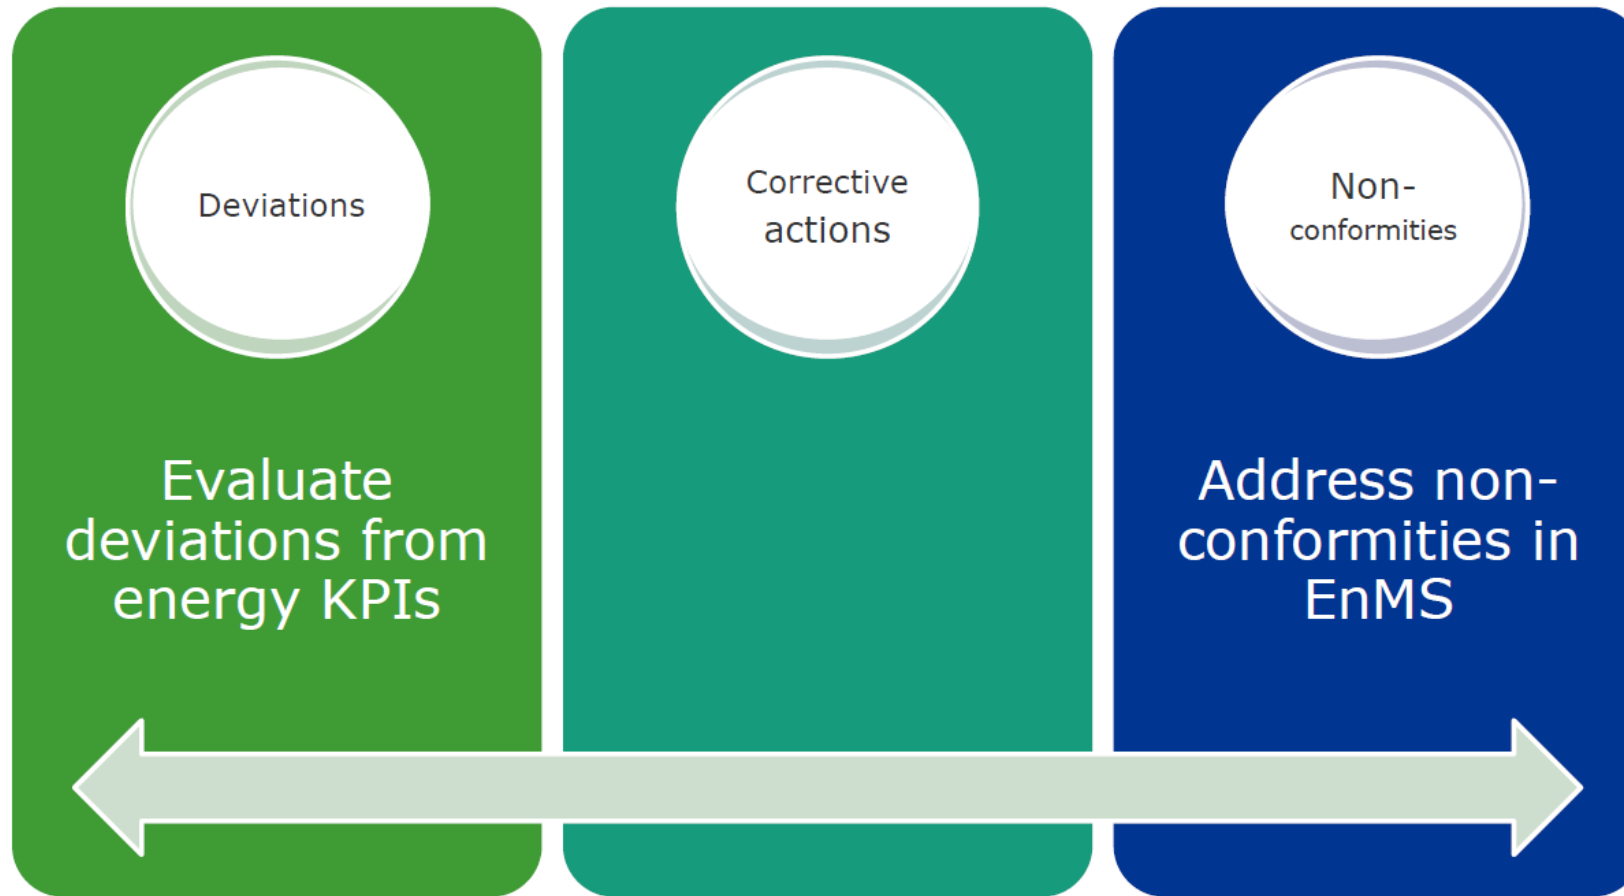 Deviations
Corrective
actions
Non-
conformities
Evaluate
deviations from
energy KPIs
Address non-
conformities in
EnMS